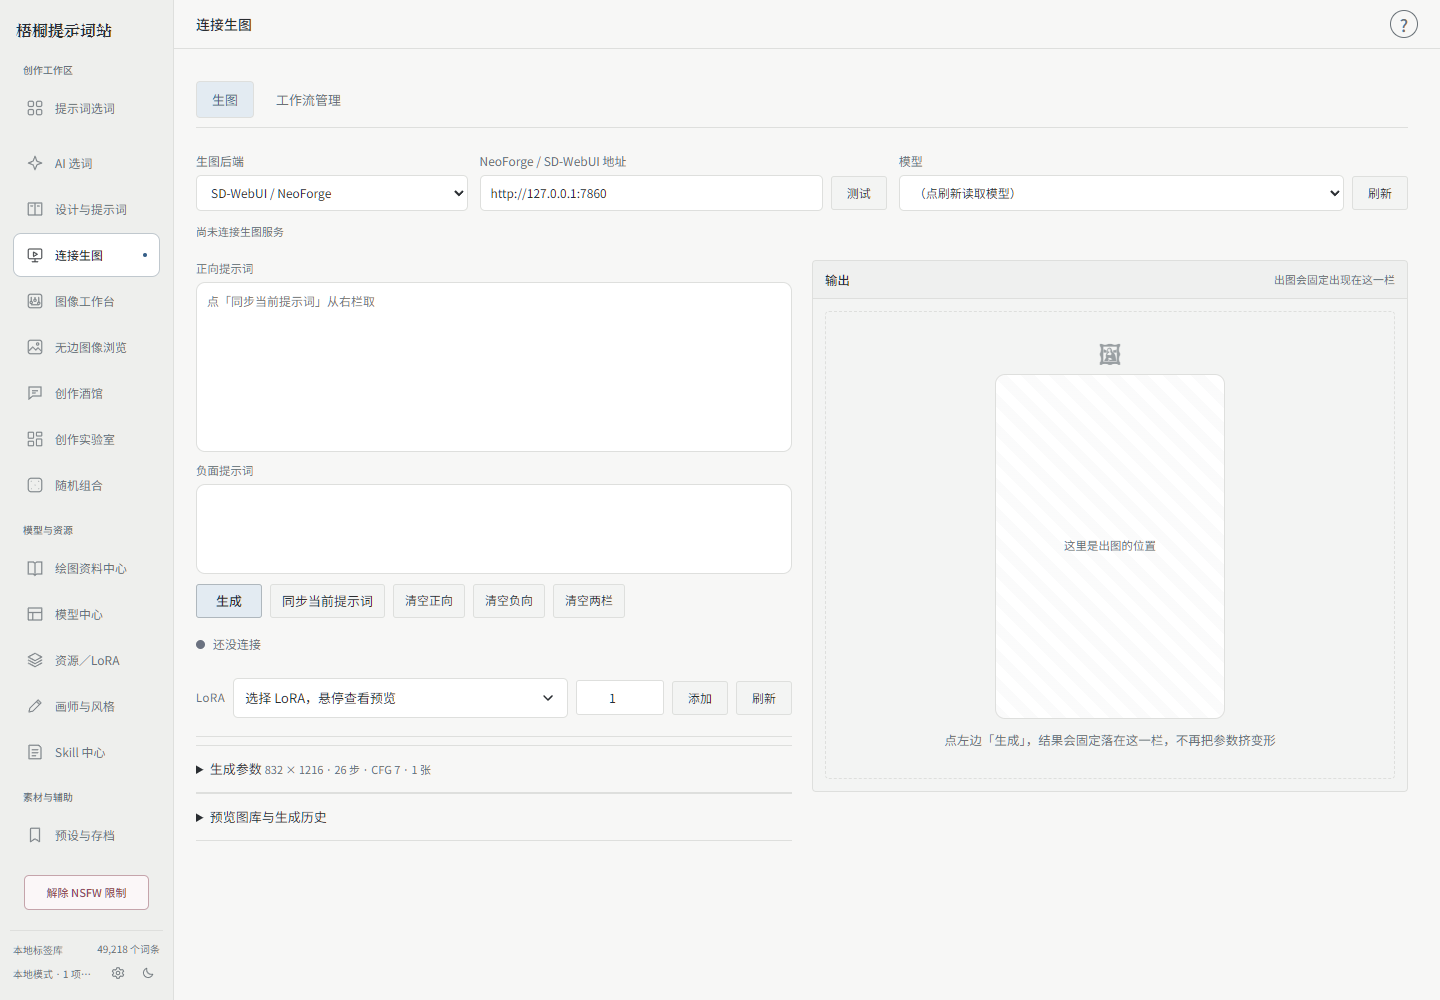 梧桐提示词站
创作工作区
提示词选词
AI 选词
设计与提示词
连接生图
图像工作台
无边图像浏览
创作酒馆
创作实验室
随机组合
模型与资源
绘图资料中心
模型中心
资源／LoRA
画师与风格
Skill 中心
素材与辅助
预设与存档
解除 NSFW 限制
本地标签库 49,218 个词条
本地模式 · 1 项…
连接生图 ?
生图 工作流管理
生图后端 NeoForge / SD-WebUI 地址 模型
SD-WebUI / NeoForge http://127.0.0.1:7860 测试 （点刷新读取模型） 刷新
尚未连接生图服务
正向提示词
点「同步当前提示词」从右栏取
负面提示词
生成 同步当前提示词 清空正向 清空负向 清空两栏
还没连接
LoRA 选择 LoRA，悬停查看预览 1 添加 刷新
生成参数 832 × 1216 · 26 步 · CFG 7 · 1 张
预览图库与生成历史
输出 出图会固定出现在这一栏
这里是出图的位置
点左边「生成」，结果会固定落在这一栏，不再把参数挤变形